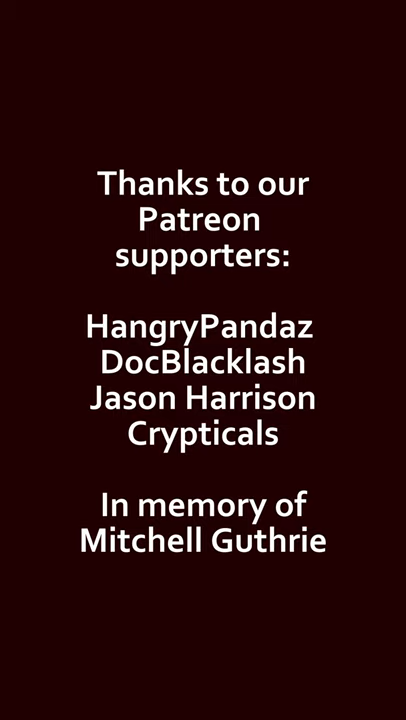 Thanks to our
Patreon
supporters:
HangryPandaz
DocBlacklash
Jason Harrison
Crypticals
In memory of
Mitchell Guthrie